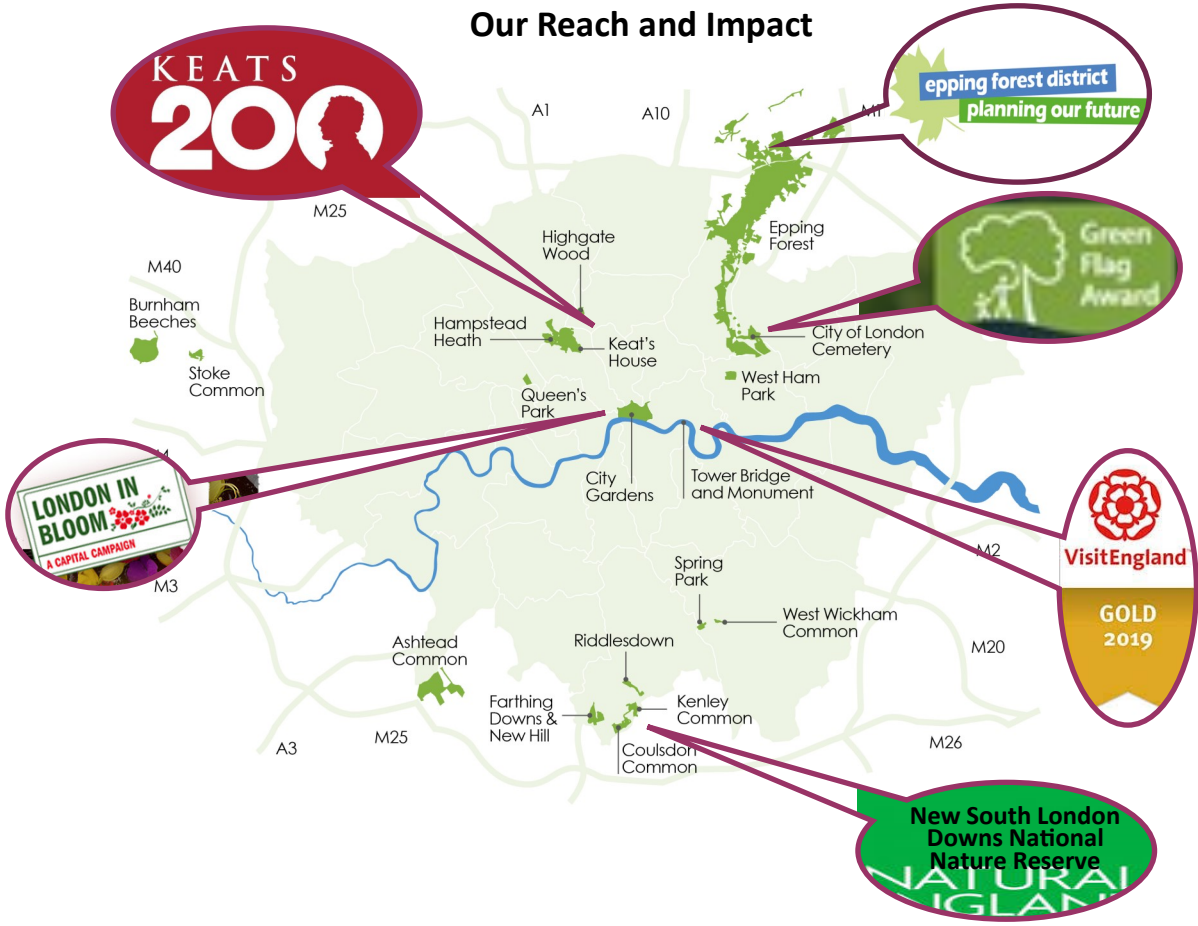 Our Reach and Impact
KEATS
200
epping forest district
planning our future
A1
A10
M25
Epping
Forest
Green
Flag
Award
Highgate
Wood
M40
Burnham
Beeches
Hampstead
Heath
Keat's
House
City of London
Cemetery
Stoke
Common
Queen's
Park
West Ham
Park
LONDON IN
BLOOM
A CAPITAL CAMPAIGN
City
Gardens
Tower Bridge
and Monument
VisitEngland
GOLD
2019
M2
M3
Spring
Park
West Wickham
Common
Ashtead
Common
Riddlesdown
M20
Farthing
Downs &
New Hill
Kenley
Common
A3
M25
Coulsdon
Common
M26
New South London
Downs National
Nature Reserve
NATURAL
ENGLAND